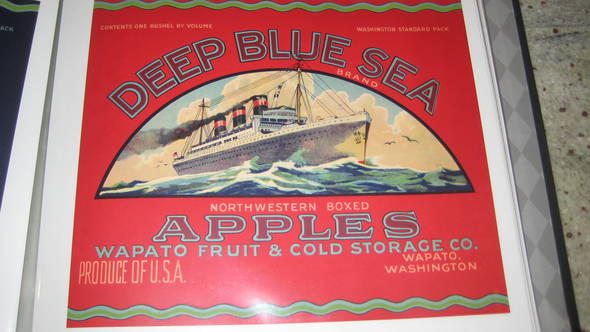 PACK
CONTENTS ONE BUSHEL BY VOLUME
WASHINGTON STANDARD PACK
DEEP BLUE SEA
BRAND
NORTHWESTERN BOXED
APPLES
WAPATO FRUIT & COLD STORAGE CO.
WAPATO,
WASHINGTON
PRODUCE OF U.S.A.